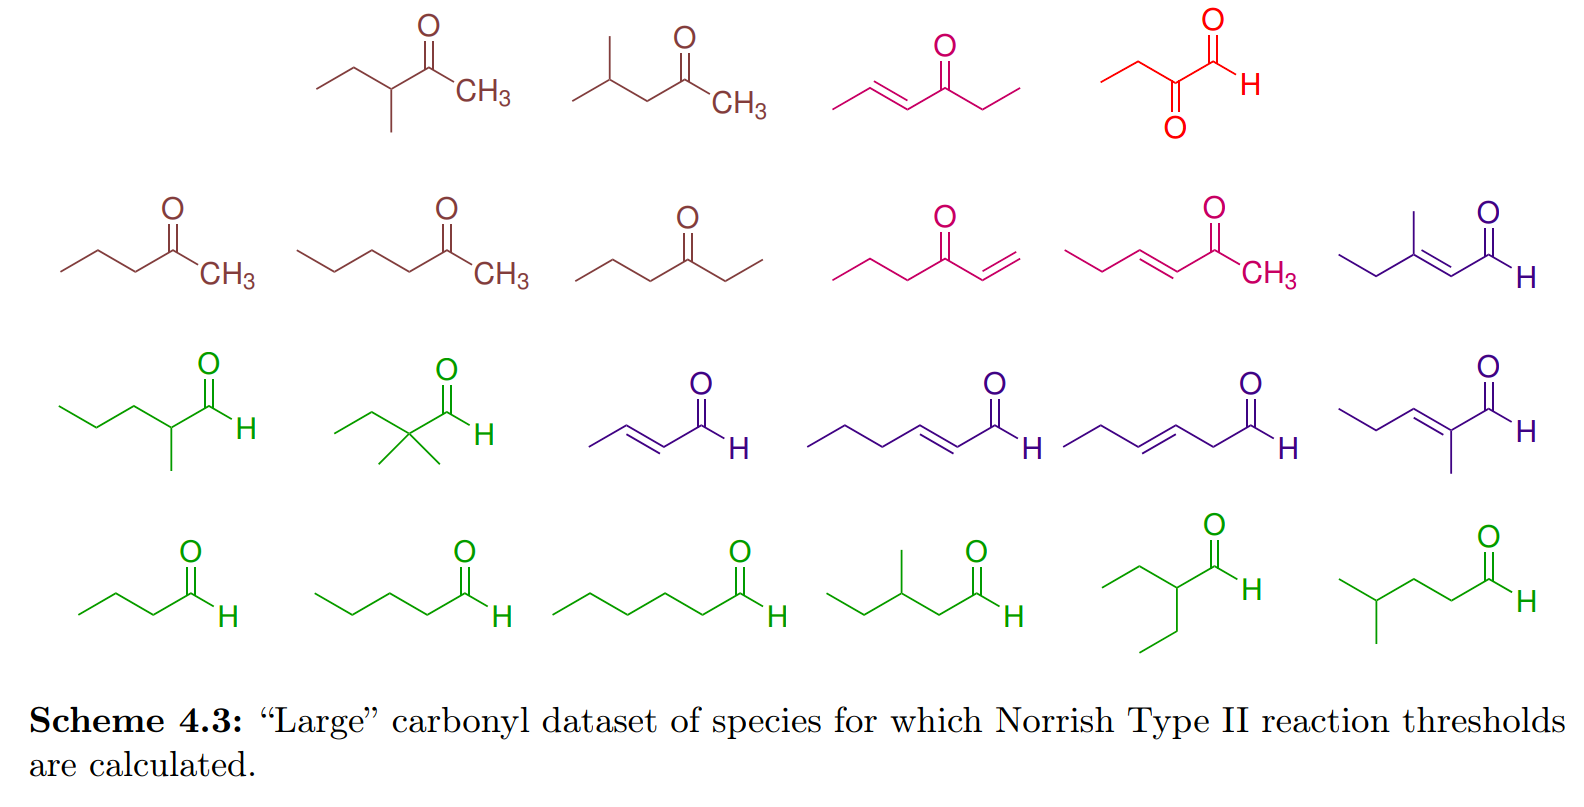 O O O O
CH3 CH3 H
O
O O O O O O
CH3 CH3 CH3 H
O O O O O O
H H H H H H
O O O O O O
H H H H H H
Scheme 4.3: “Large” carbonyl dataset of species for which Norrish Type II reaction thresholds
are calculated.